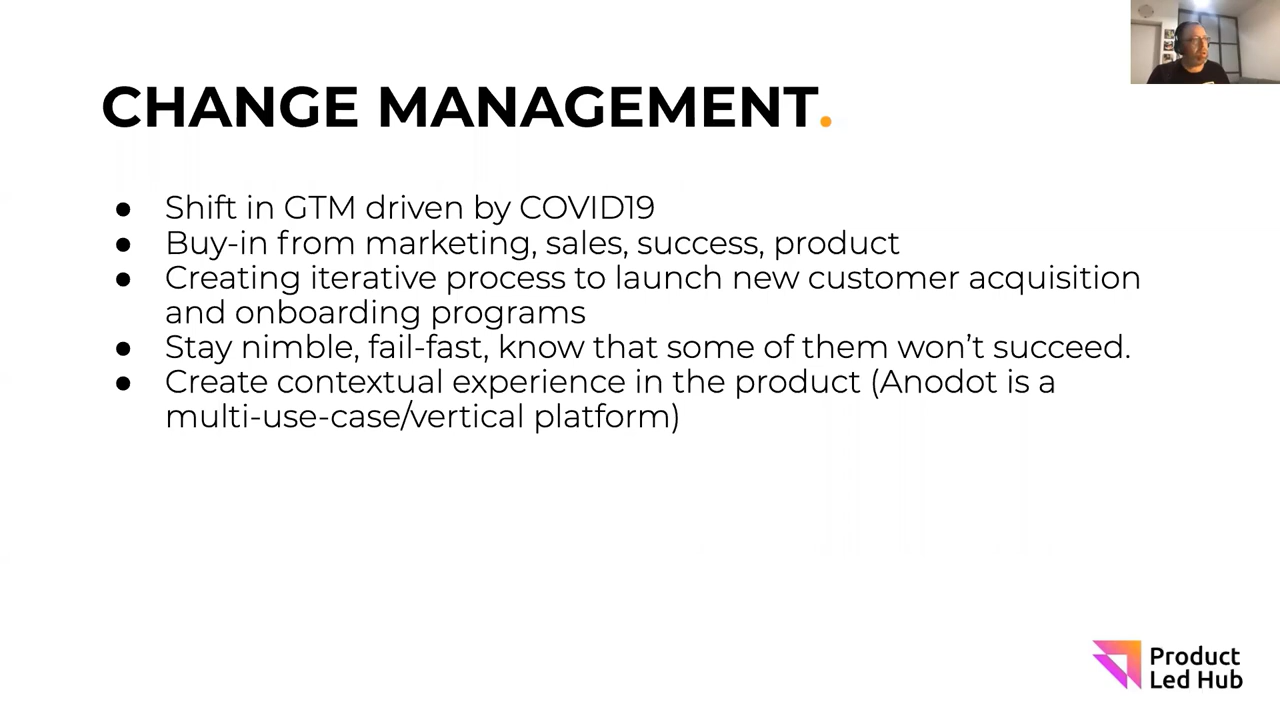 CHANGE MANAGEMENT.
● Shift in GTM driven by COVID19
● Buy-in from marketing, sales, success, product
● Creating iterative process to launch new customer acquisition
and onboarding programs
● Stay nimble, fail-fast, know that some of them won’t succeed.
● Create contextual experience in the product (Anodot is a
multi-use-case/vertical platform)
Product
Led Hub